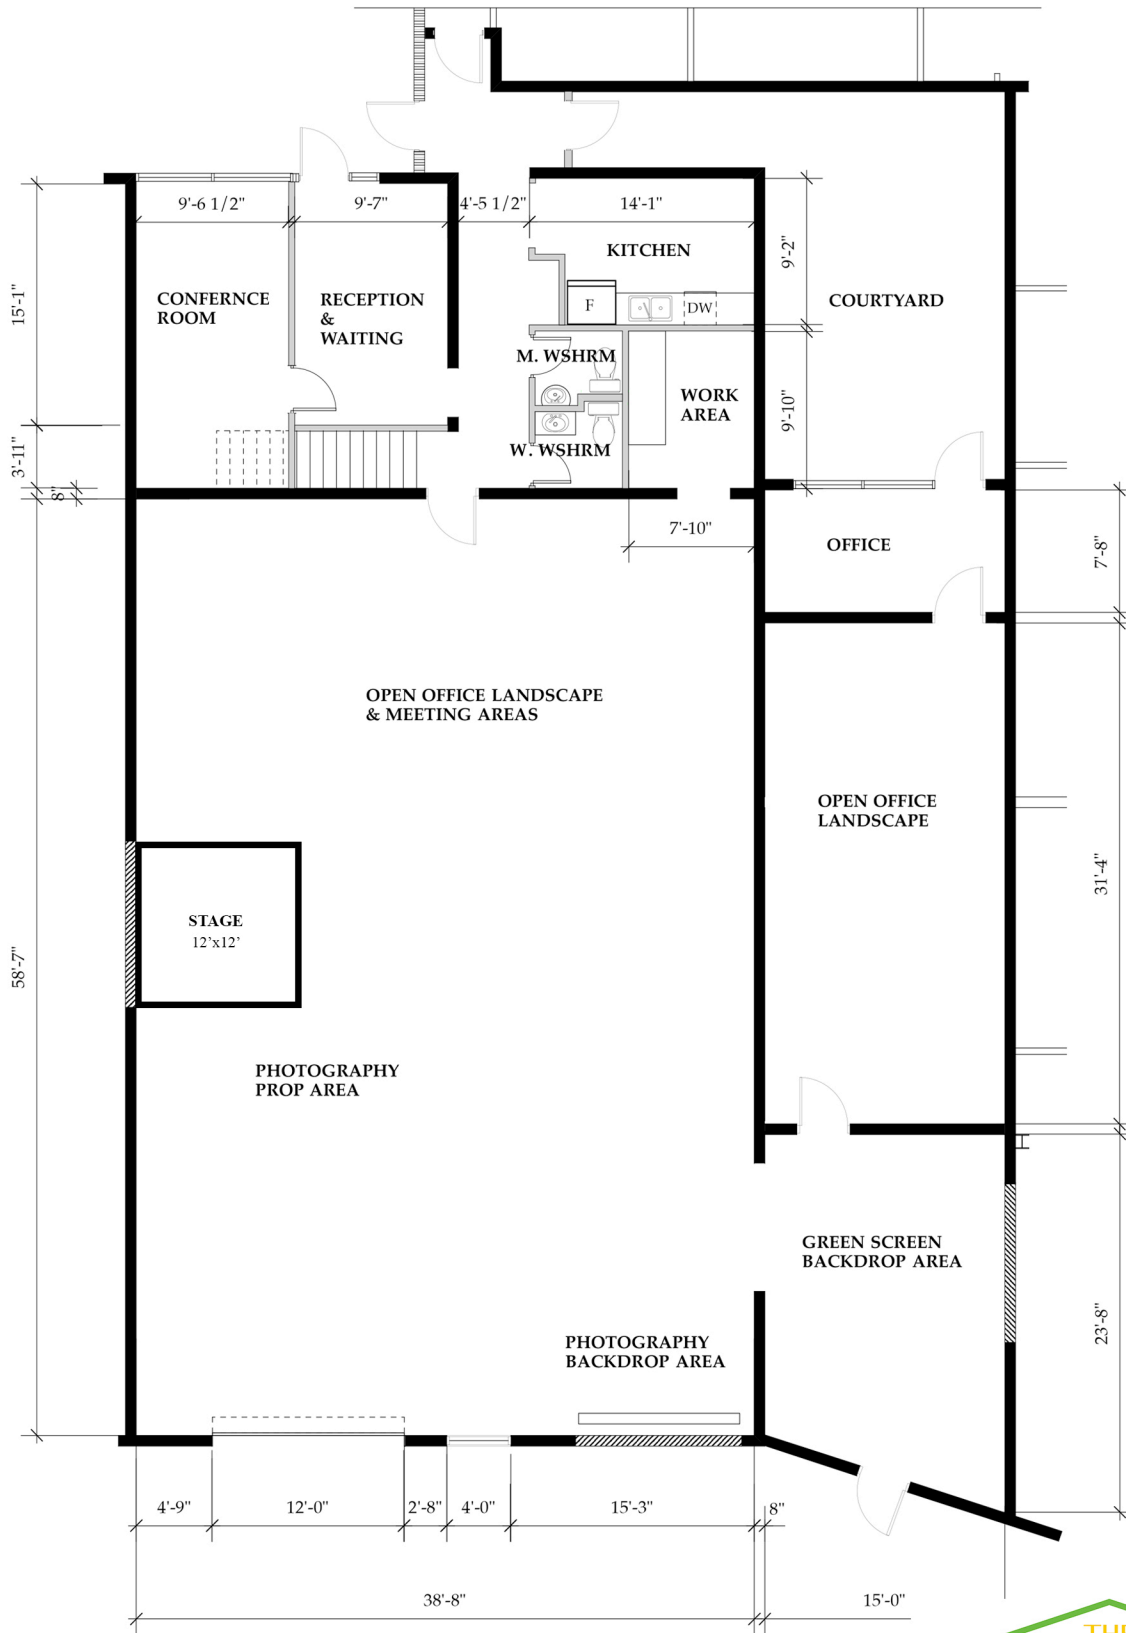 9'-6 1/2"
9'-7"
4'-5 1/2"
14'-1"
KITCHEN
9'-2"
15'-1"
CONFERNCE
ROOM
RECEPTION
&
WAITING
F
DW
COURTYARD
M. WSHRM
WORK
AREA
9'-10"
3'-11"
8"
W. WSHRM
7'-10"
OFFICE
7'-8"
OPEN OFFICE LANDSCAPE
& MEETING AREAS
OPEN OFFICE
LANDSCAPE
31'-4"
STAGE
12'x12'
58'-7"
PHOTOGRAPHY
PROP AREA
GREEN SCREEN
BACKDROP AREA
23'-8"
PHOTOGRAPHY
BACKDROP AREA
4'-9"
12'-0"
2'-8"
4'-0"
15'-3"
8"
38'-8"
15'-0"